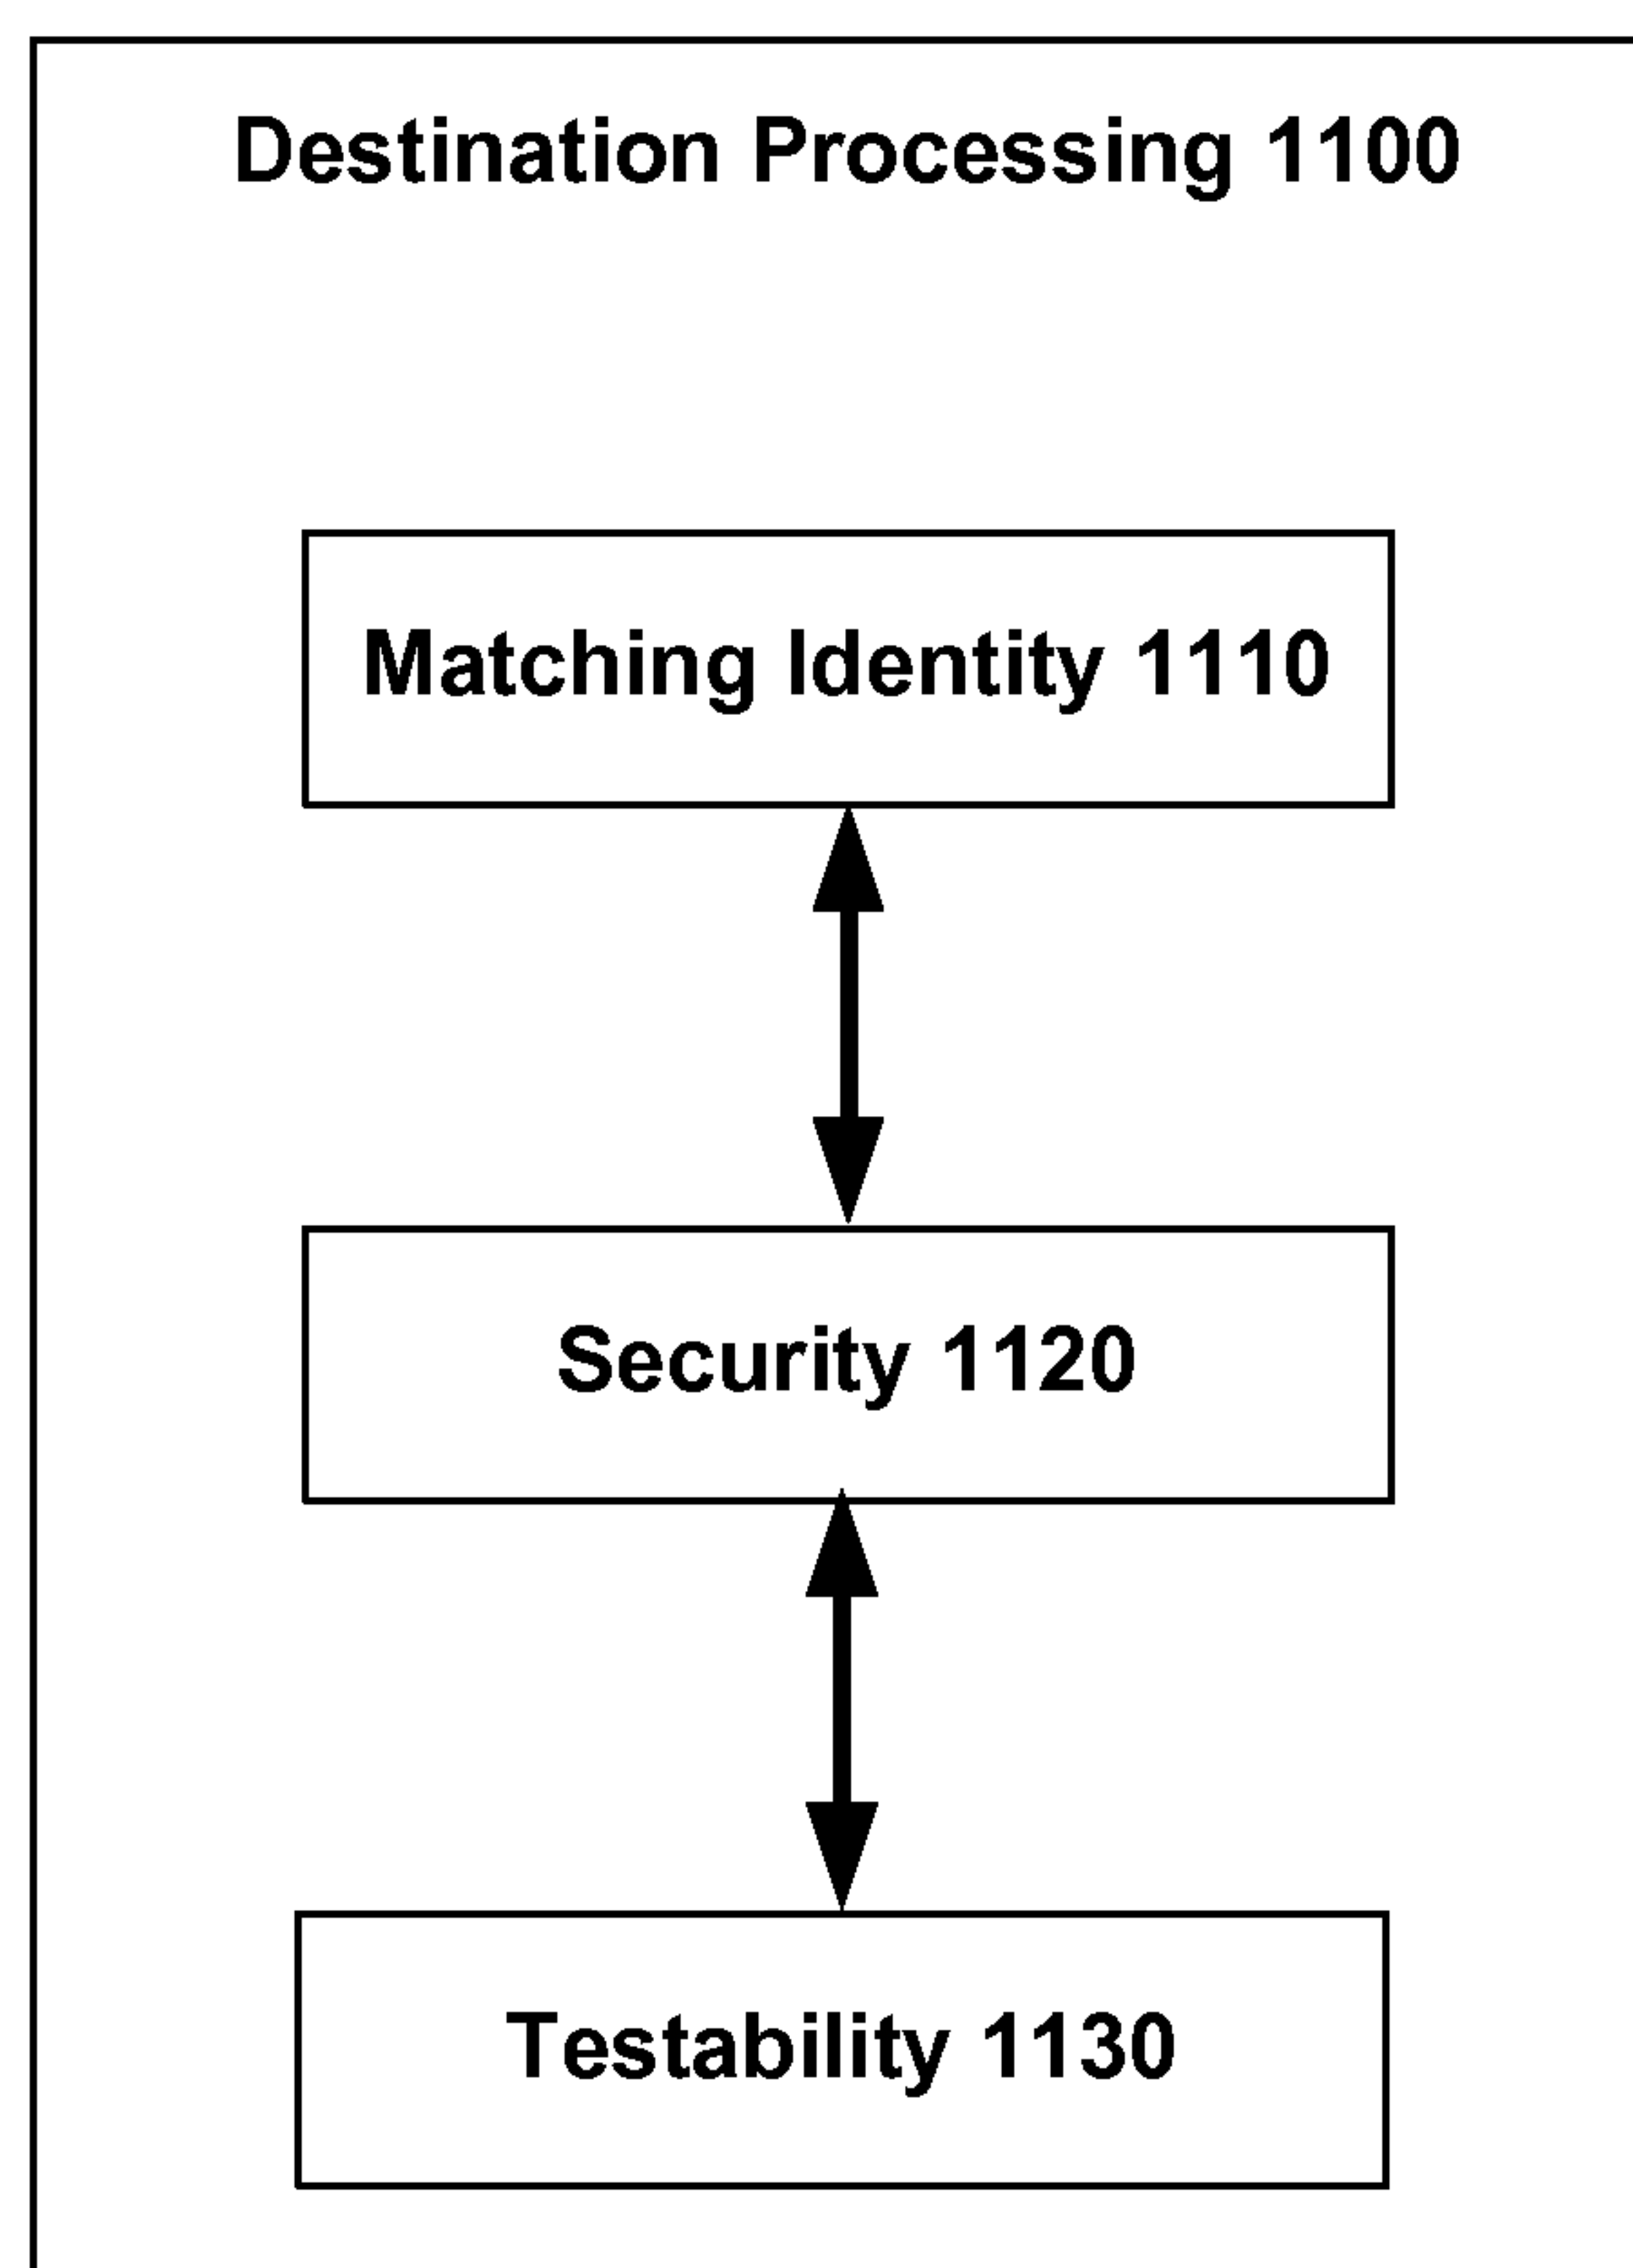 Destination Processing 1100
Matching Identity 1110
Security 1120
Testability 1130